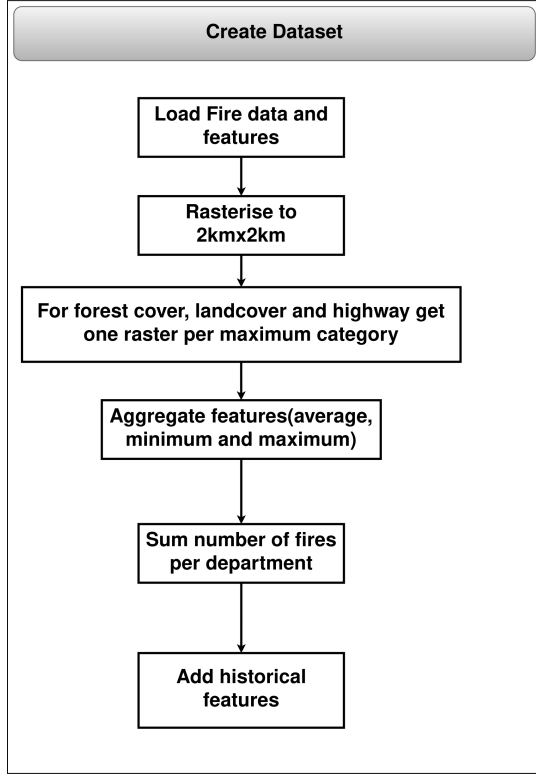 Create Dataset
Load Fire data and
features
Rasterise to
2kmx2km
For forest cover, landcover and highway get
one raster per maximum category
Aggregate features(average,
minimum and maximum)
Sum number of fires
per department
Add historical
features